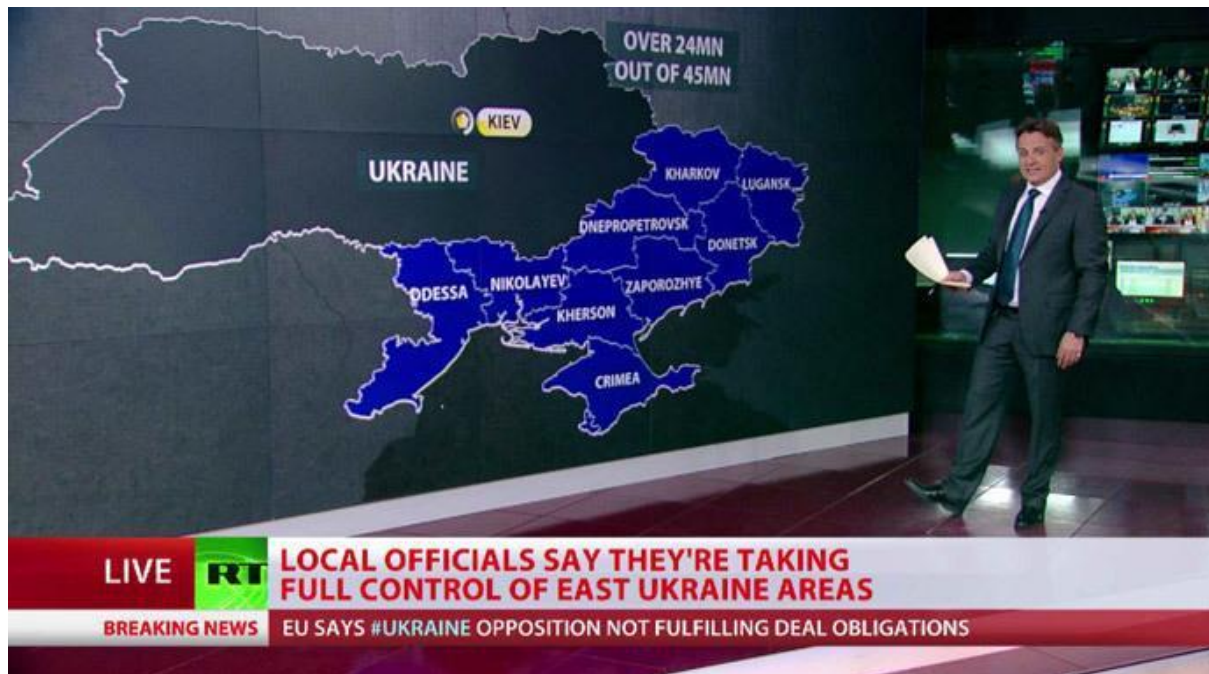 OVER 24MN
OUT OF 45MN
KIEV
UKRAINE
KHARKOV
LUGANSK
DNEPROPETROVSK
DONETSK
ODESSA
NIKOLAYEV
ZAPOROZHYE
KHERSON
CRIMEA
LIVE
RT
LOCAL OFFICIALS SAY THEY'RE TAKING
FULL CONTROL OF EAST UKRAINE AREAS
BREAKING NEWS
EU SAYS #UKRAINE OPPOSITION NOT FULFILLING DEAL OBLIGATIONS